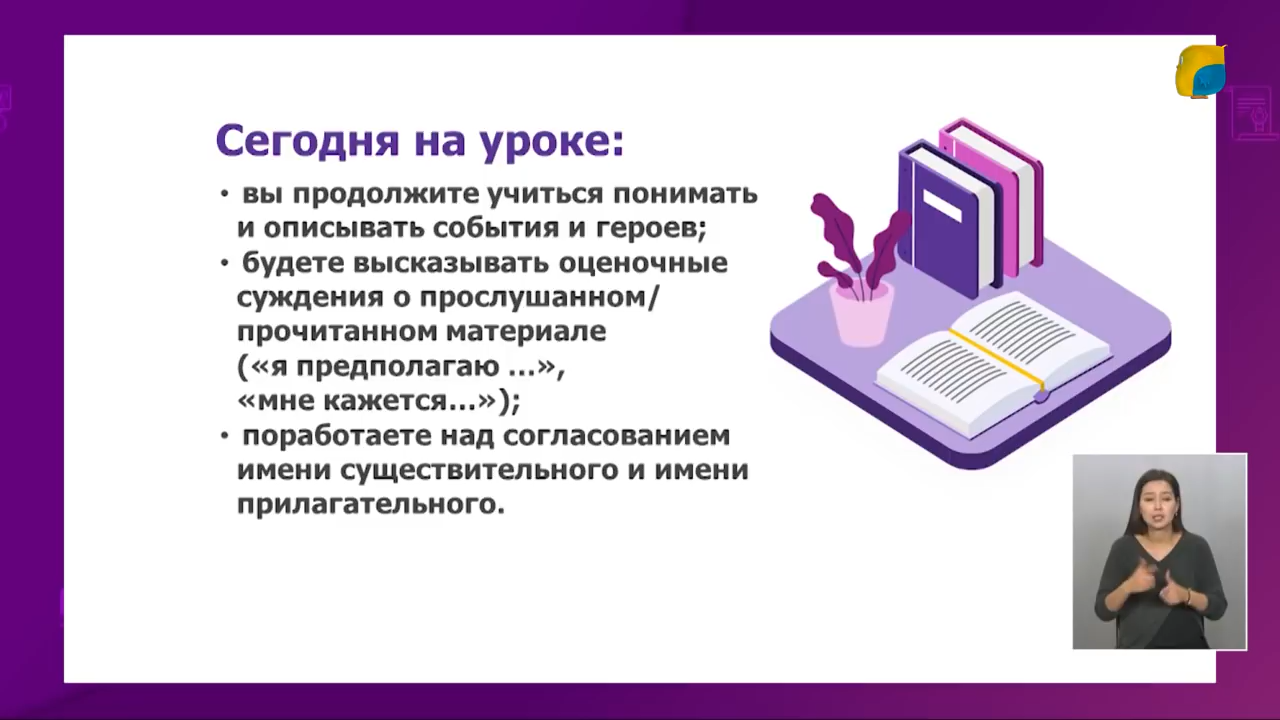 Сегодня на уроке:
• вы продолжите учиться понимать
и описывать события и героев;
• будете высказывать оценочные
суждения о прослушанном/
прочитанном материале
(«я предполагаю ...»,
«мне кажется...»);
• поработаете над согласованием
имени существительного и имени
прилагательного.